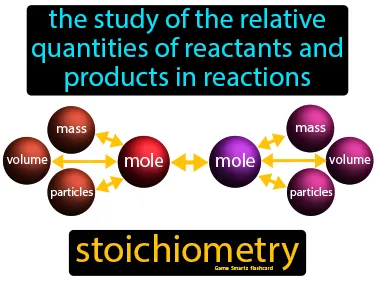 the study of the relative
quantities of reactants and
products in reactions
mass
mass
volume
mole
mole
volume
particles
particles
stoichiometry
Game Smartz flashcard